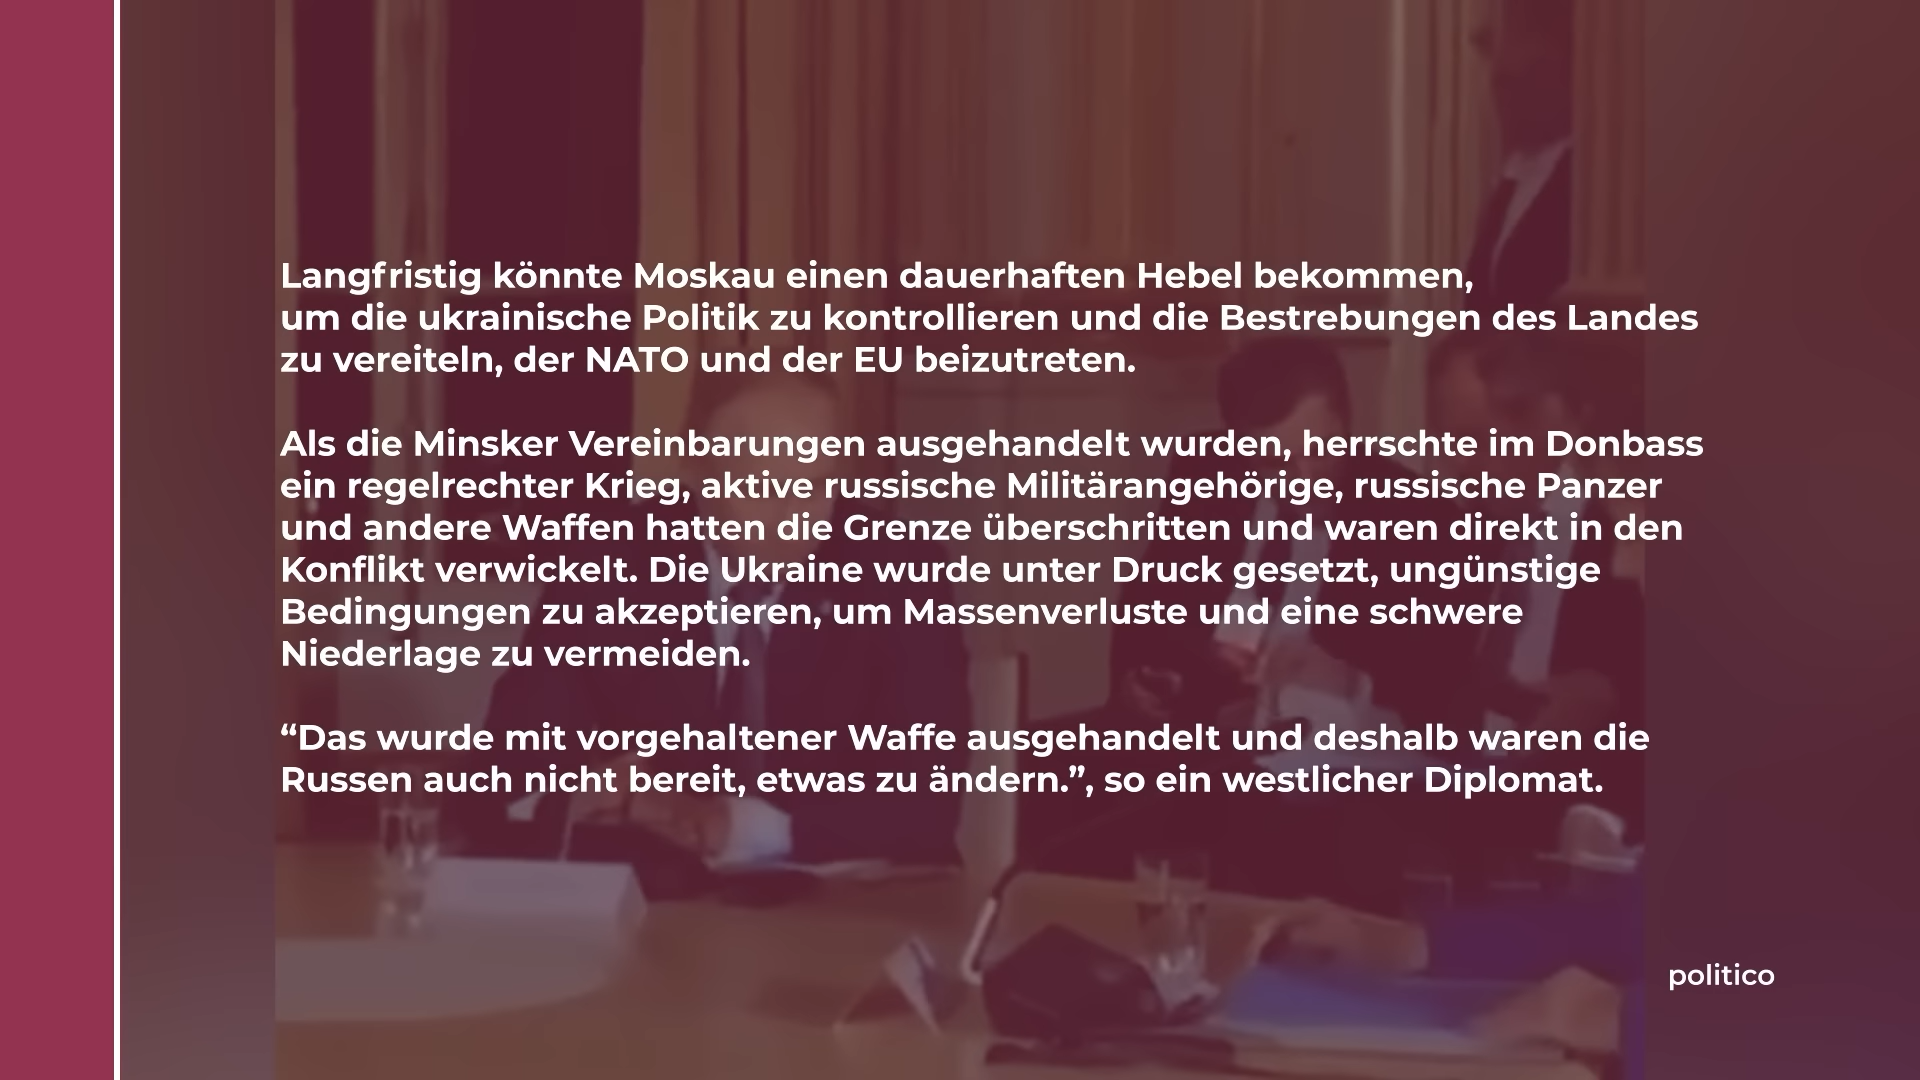 Langfristig könnte Moskau einen dauerhaften Hebel bekommen,
um die ukrainische Politik zu kontrollieren und die Bestrebungen des Landes
zu vereiteln, der NATO und der EU beizutreten.
Als die Minsker Vereinbarungen ausgehandelt wurden, herrschte im Donbass
ein regelrechter Krieg, aktive russische Militärangehörige, russische Panzer
und andere Waffen hatten die Grenze überschritten und waren direkt in den
Konflikt verwickelt. Die Ukraine wurde unter Druck gesetzt, ungünstige
Bedingungen zu akzeptieren, um Massenverluste und eine schwere
Niederlage zu vermeiden.
“Das wurde mit vorgehaltener Waffe ausgehandelt und deshalb waren die
Russen auch nicht bereit, etwas zu ändern.”, so ein westlicher Diplomat.
politico